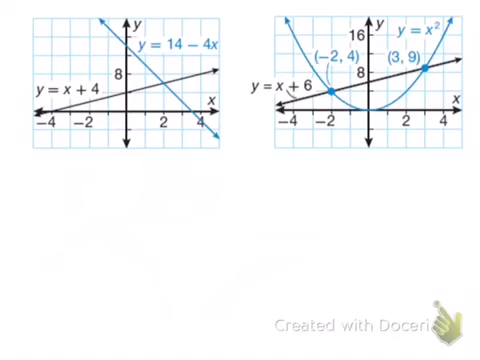 y
y = 14 − 4x
8
y = x + 4
x
−4 −2 2 4
y
y = x²
16
(−2, 4) (3, 9)
8
y = x + 6
x
−4 −2 2 4
Created with Doceri